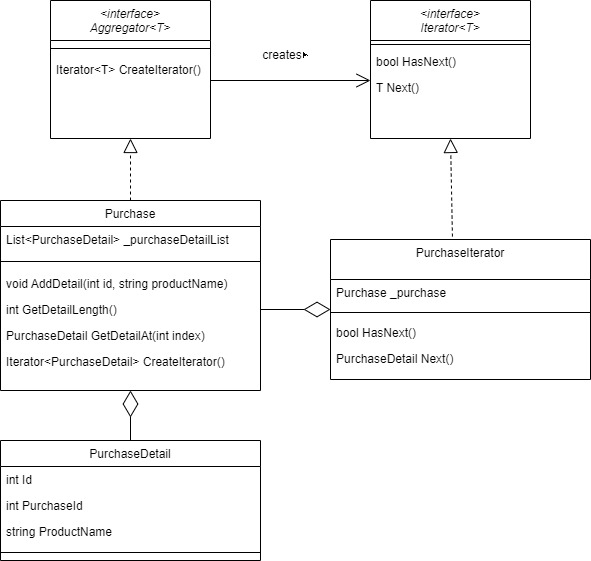 <interface>
Aggregator<T>
Iterator<T> CreateIterator()
creates
<interface>
Iterator<T>
bool HasNext()
T Next()
Purchase
List<PurchaseDetail> _purchaseDetailList
void AddDetail(int id, string productName)
int GetDetailLength()
PurchaseDetail GetDetailAt(int index)
Iterator<PurchaseDetail> CreateIterator()
PurchaseIterator
Purchase _purchase
bool HasNext()
PurchaseDetail Next()
PurchaseDetail
int Id
int PurchaseId
string ProductName